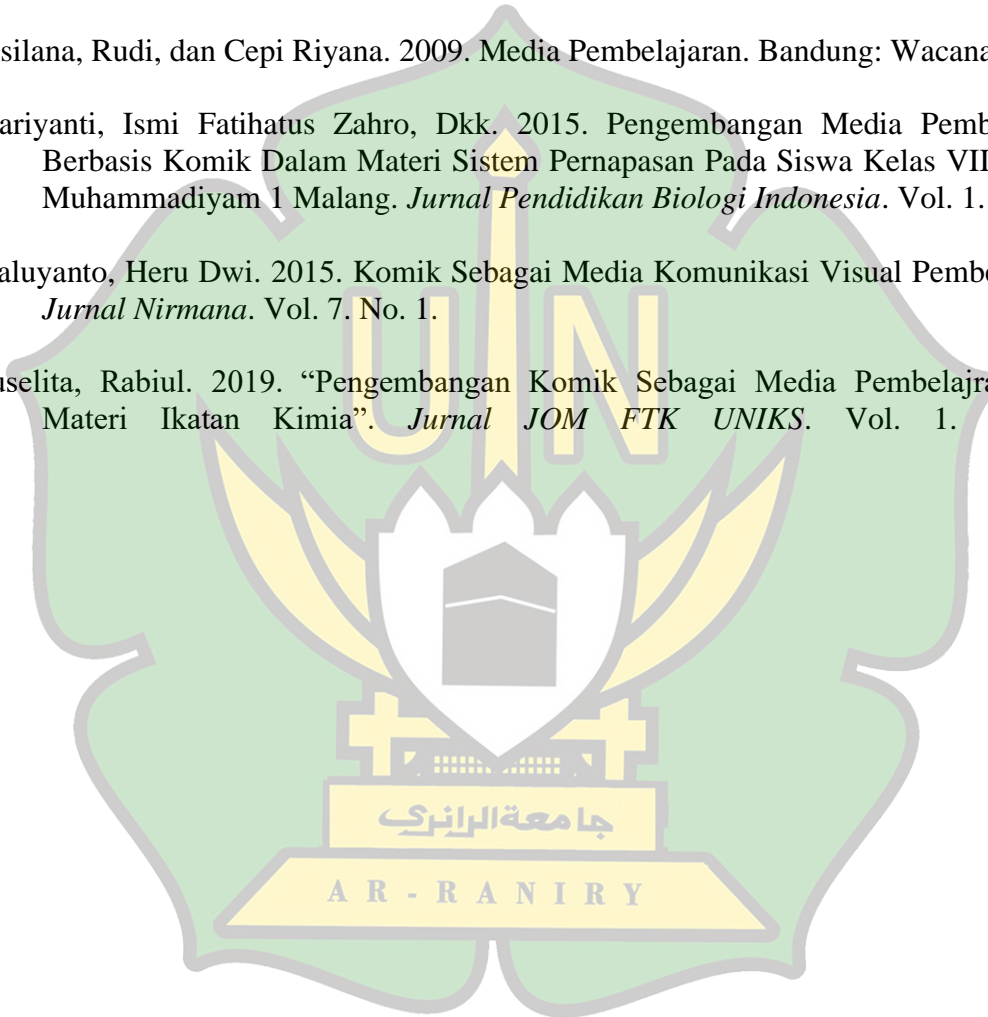 silana, Rudi, dan Cepi Riyana. 2009. Media Pembelajaran. Bandung: Wacana
ariyanti, Ismi Fatihatus Zahro, Dkk. 2015. Pengembangan Media Pemb
Berbasis Komik Dalam Materi Sistem Pernapasan Pada Siswa Kelas VII
Muhammadiyam 1 Malang. Jurnal Pendidikan Biologi Indonesia. Vol. 1.
aluyanto, Heru Dwi. 2015. Komik Sebagai Media Komunikasi Visual Pembe
Jurnal Nirmana. Vol. 7. No. 1.
uselita, Rabiul. 2019. “Pengembangan Komik Sebagai Media Pembelajra
Materi Ikatan Kimia”. Jurnal JOM FTK UNIKS. Vol. 1.
UIN
جامعة الرانري
AR-RANIRY